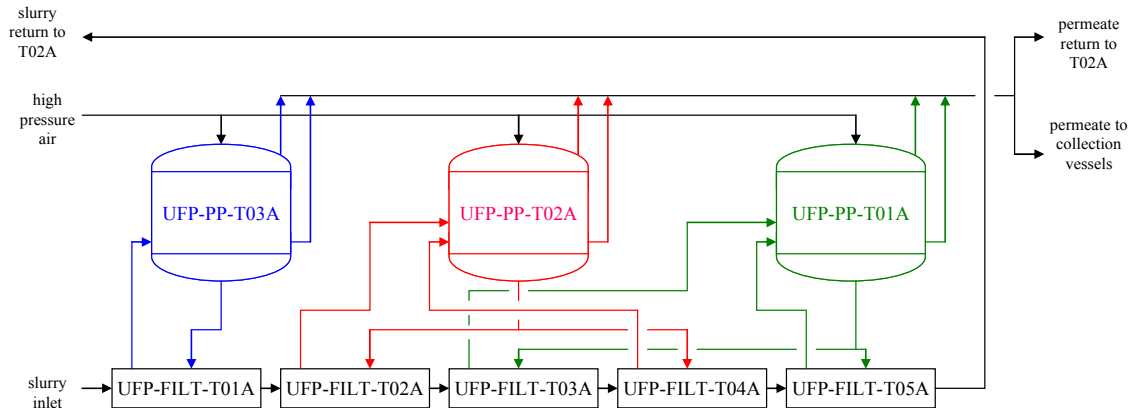 slurry
return to
T02A
permeate
return to
T02A
high
pressure
air
permeate to
collection
vessels
UFP-PP-T03A
UFP-PP-T02A
UFP-PP-T01A
slurry
inlet
UFP-FILT-T01A
UFP-FILT-T02A
UFP-FILT-T03A
UFP-FILT-T04A
UFP-FILT-T05A